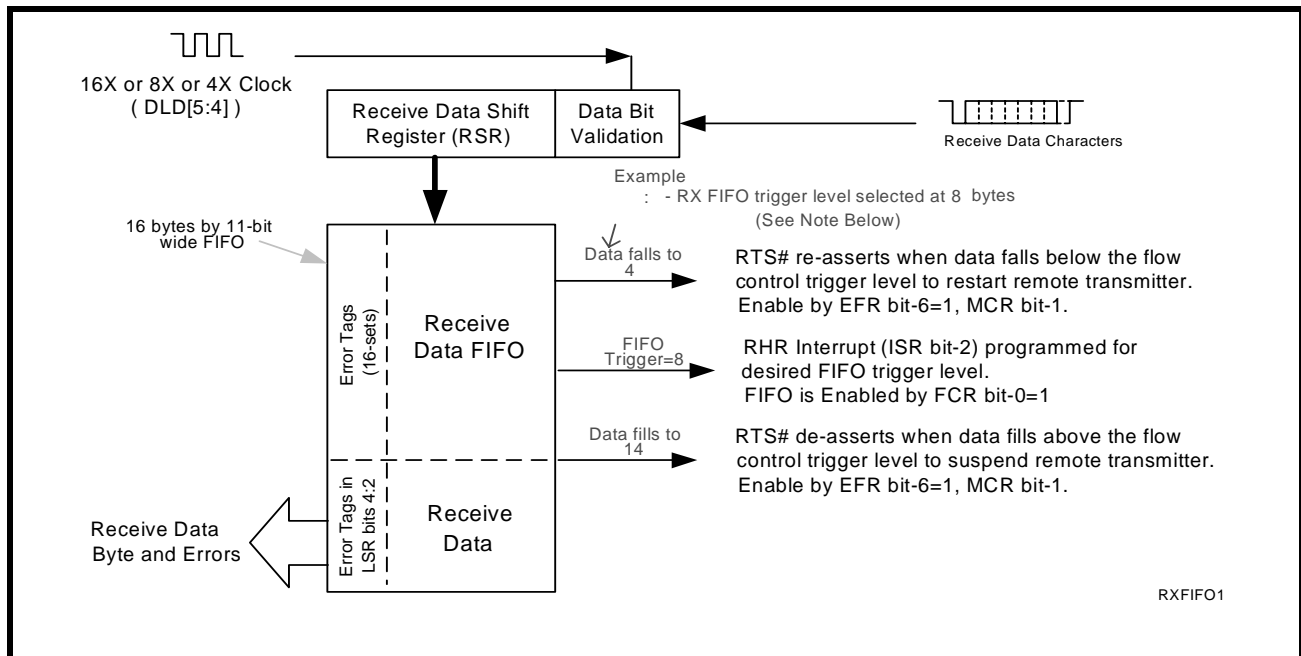 16X or 8X or 4X Clock
( DLD[5:4] )
Receive Data Shift
Register (RSR)
Data Bit
Validation
Receive Data Characters
Example
: - RX FIFO trigger level selected at 8 bytes
(See Note Below)
16 bytes by 11-bit
wide FIFO
Error Tags
(16-sets)
Receive
Data FIFO
Data falls to
4
RTS# re-asserts when data falls below the flow
control trigger level to restart remote transmitter.
Enable by EFR bit-6=1, MCR bit-1.
FIFO
Trigger=8
RHR Interrupt (ISR bit-2) programmed for
desired FIFO trigger level.
FIFO is Enabled by FCR bit-0=1
Data fills to
14
RTS# de-asserts when data fills above the flow
control trigger level to suspend remote transmitter.
Enable by EFR bit-6=1, MCR bit-1.
Error Tags in
LSR bits 4:2
Receive
Data
Receive Data
Byte and Errors
RXFIFO1